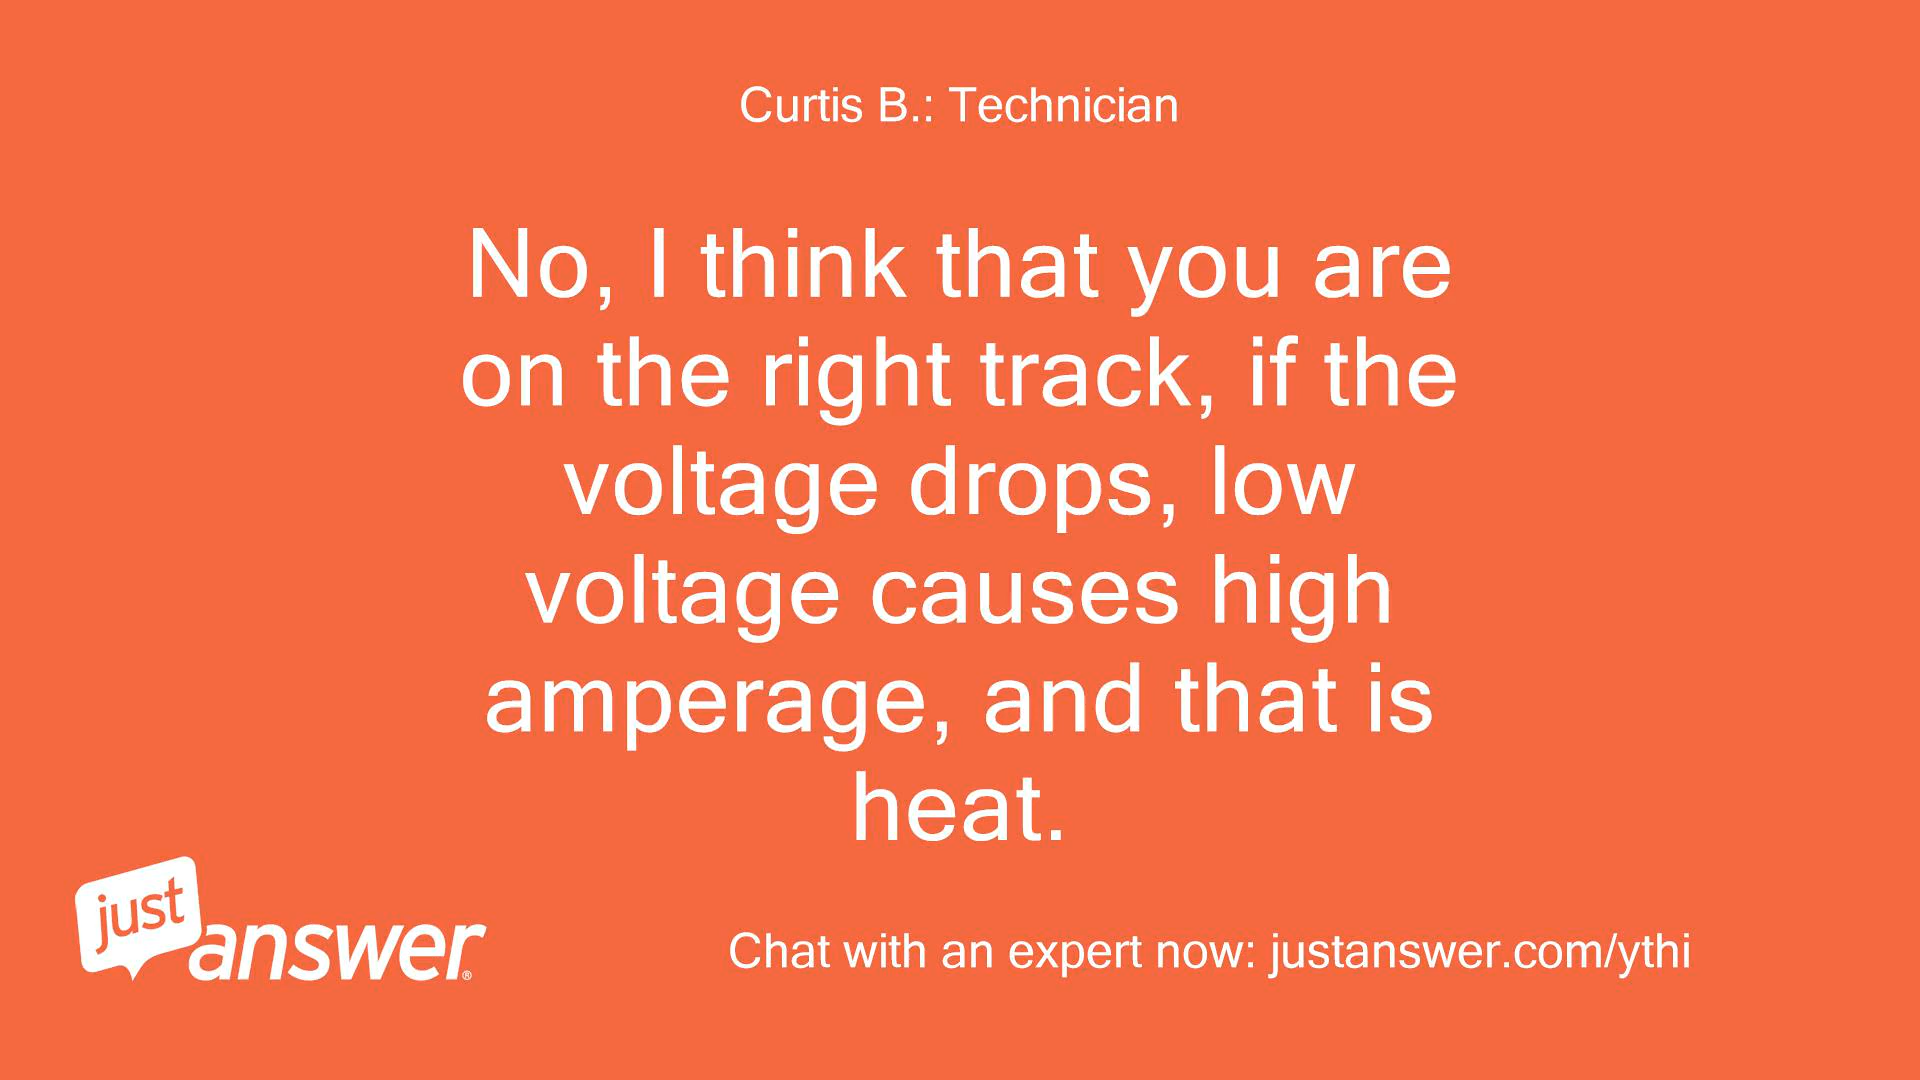 Curtis B.: Technician
No, I think that you are
on the right track, if the
voltage drops, low
voltage causes high
amperage, and that is
heat.
just
answer®
Chat with an expert now: justanswer.com/ythi